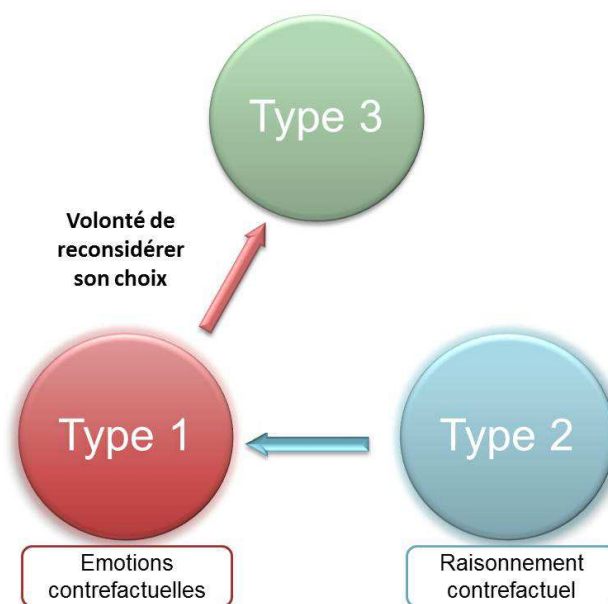 Type 3
Volonté de
reconsidérer
son choix
Type 1
Type 2
Emotions
contrefactuelles
Raisonnement
contrefactuel